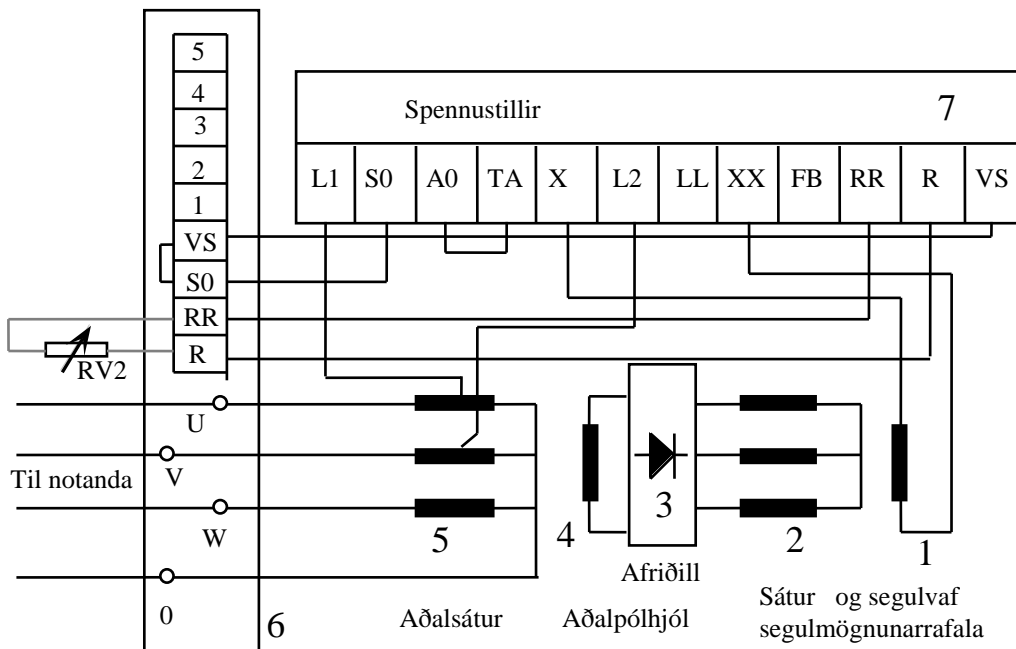 5
4
3
2
1
VS
S0
RR
R
RV2
Spennustillir 7
L1 S0 A0 TA X L2 LL XX FB RR R VS
U
V
Til notanda
W
0
6
5
4
3
2
1
Afriðill
Aðalsátur
Aðalpólhjól
Sátur og segulvaf
segulmögnunarrafala